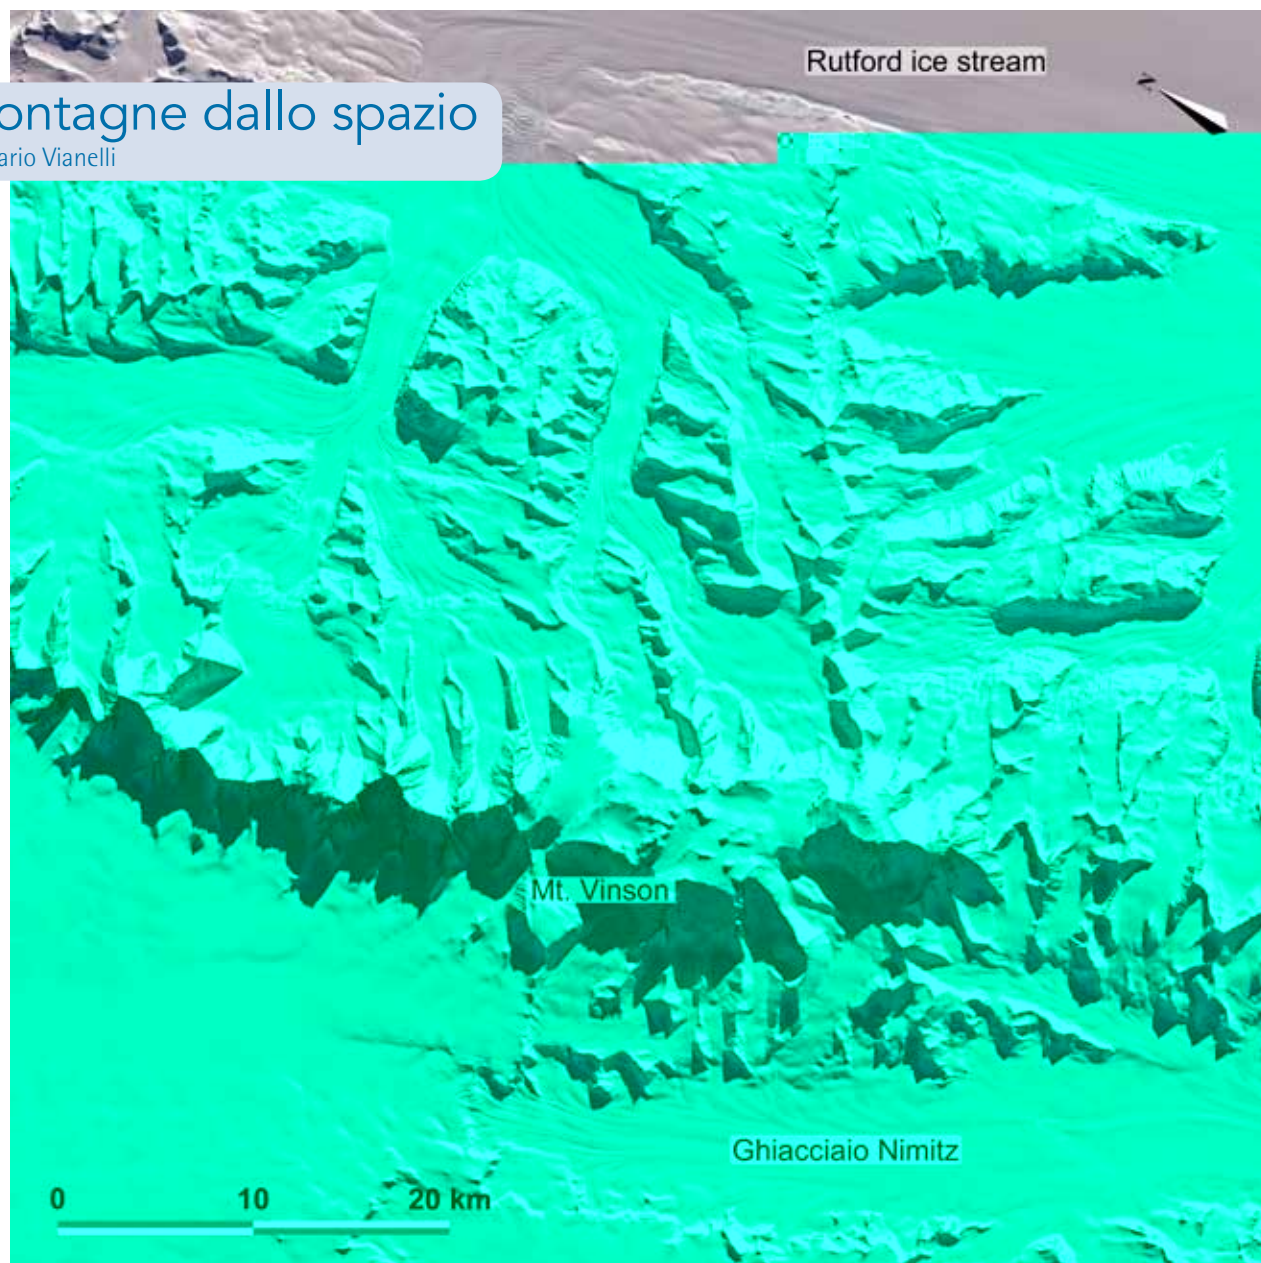 Rutford ice stream
ontagne dallo spazio
ario Vianelli
Mt. Vinson
Ghiacciaio Nimitz
0 10 20 km